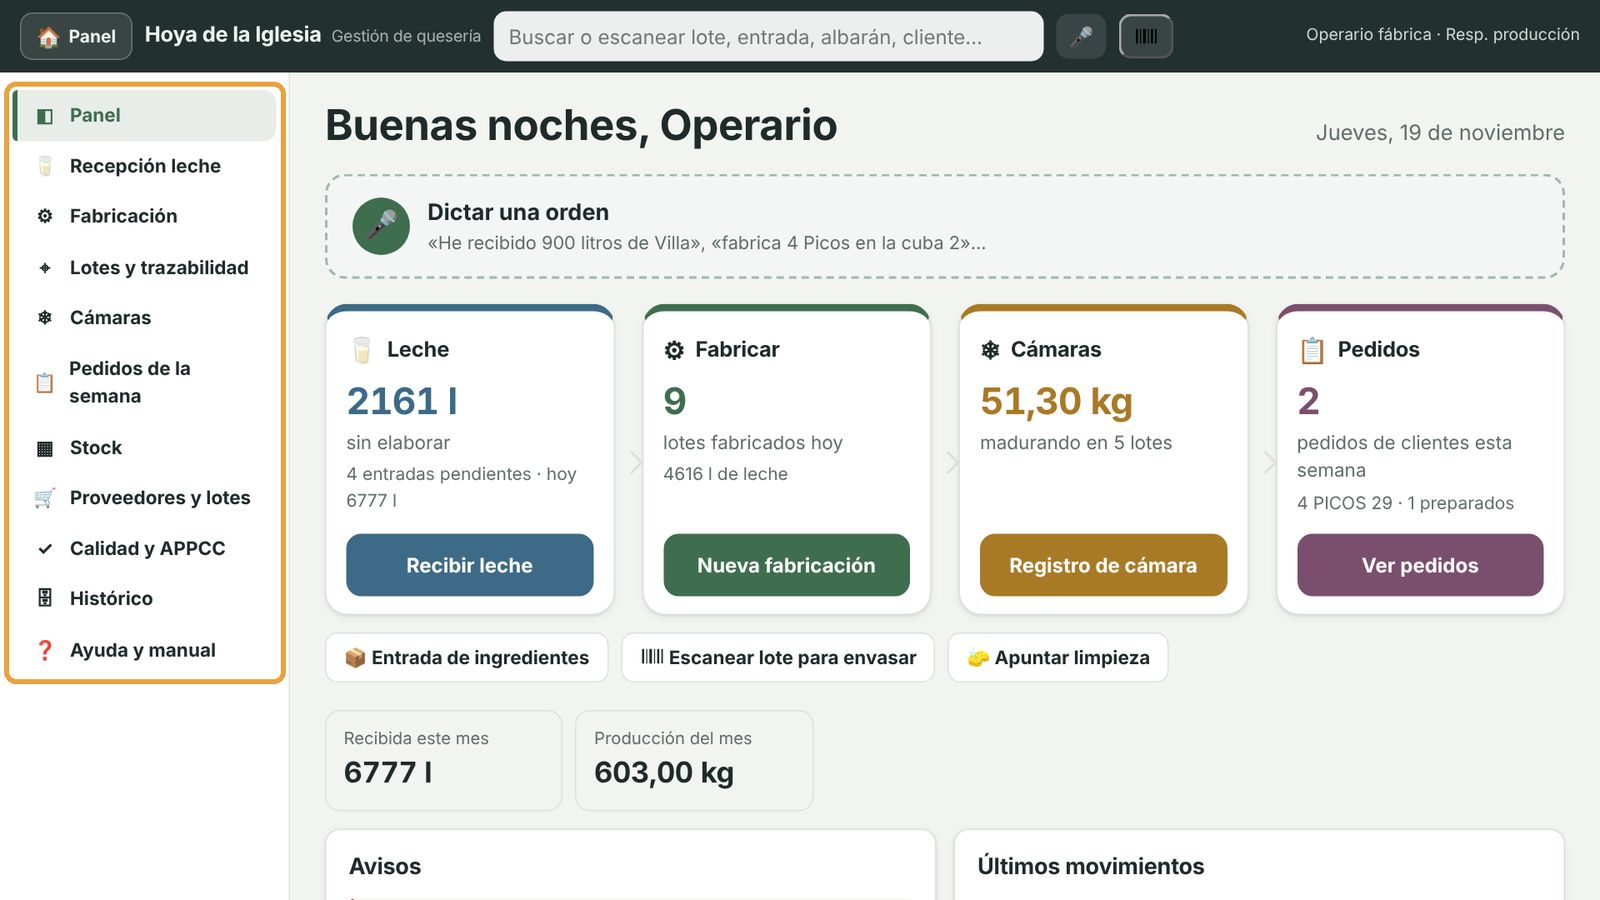 Panel
Hoya de la Iglesia
Gestión de quesería
Buscar o escanear lote, entrada, albarán, cliente...
Operario fábrica · Resp. producción
Panel
Recepción leche
Fabricación
Lotes y trazabilidad
Cámaras
Pedidos de la
semana
Stock
Proveedores y lotes
Calidad y APPCC
Histórico
Ayuda y manual
Buenas noches, Operario
Jueves, 19 de noviembre
Dictar una orden
«He recibido 900 litros de Villa», «fabrica 4 Picos en la cuba 2»...
Leche
2161 l
sin elaborar
4 entradas pendientes · hoy
6777 l
Recibir leche
Fabricar
9
lotes fabricados hoy
4616 l de leche
Nueva fabricación
Cámaras
51,30 kg
madurando en 5 lotes
Registro de cámara
Pedidos
2
pedidos de clientes esta
semana
4 PICOS 29 · 1 preparados
Ver pedidos
Entrada de ingredientes
Escanear lote para envasar
Apuntar limpieza
Recibida este mes
6777 l
Producción del mes
603,00 kg
Avisos
Últimos movimientos